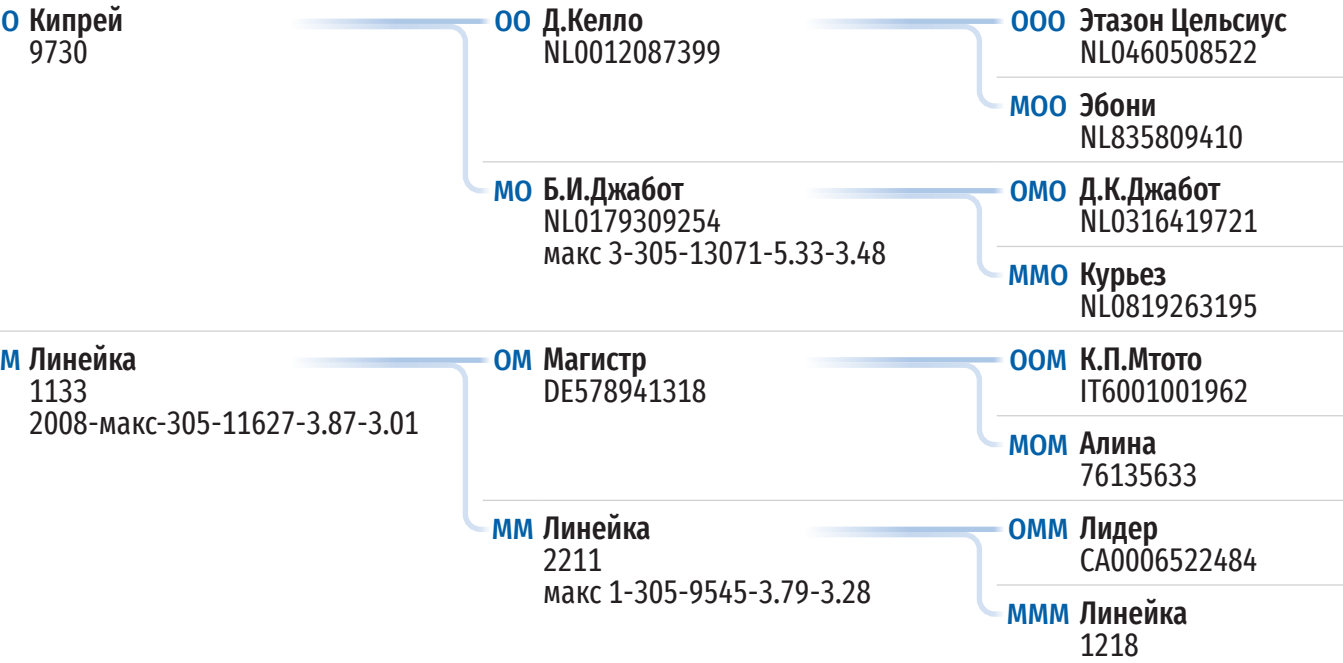 О Кипрей
9730
ОО Д.Келло
NL0012087399
ООО Этазон Цельсиус
NL0460508522
МОО Эбони
NL835809410
МО Б.И.Джабот
NL0179309254
макс 3-305-13071-5.33-3.48
ОМО Д.К.Джабот
NL0316419721
ММО Курьез
NL0819263195
М Линейка
1133
2008-макс-305-11627-3.87-3.01
ОМ Магистр
DE578941318
ООМ К.П.Мтото
IT6001001962
МОМ Алина
76135633
ММ Линейка
2211
макс 1-305-9545-3.79-3.28
ОММ Лидер
CA0006522484
МММ Линейка
1218